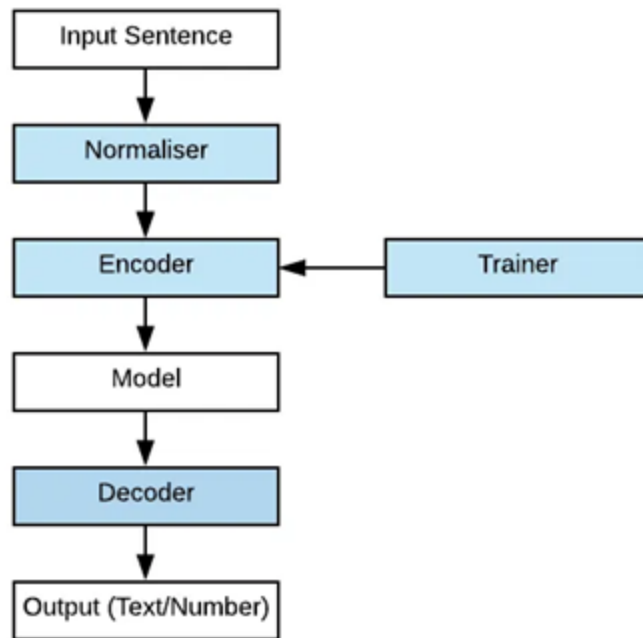 Input Sentence
Normaliser
Encoder
Trainer
Model
Decoder
Output (Text/Number)